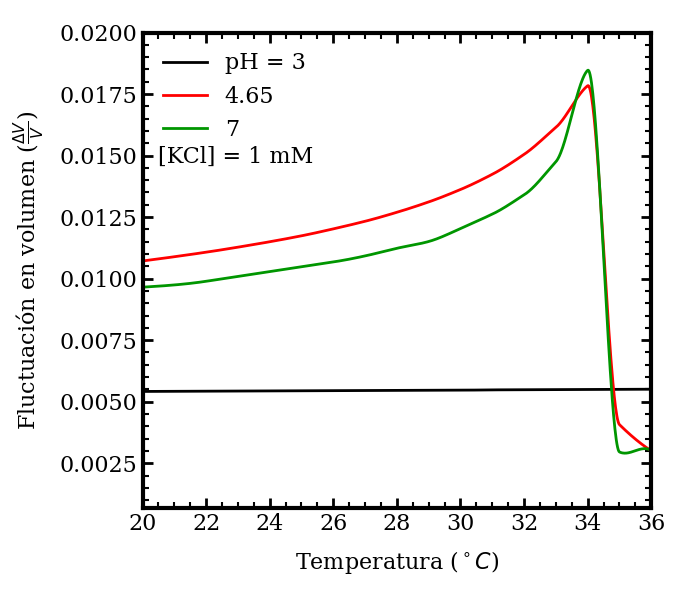 0.0200
0.0175
0.0150
0.0125
0.0100
0.0075
0.0050
0.0025
Fluctuación en volumen (ΔV/V)
pH = 3
4.65
7
[KCl] = 1 mM
20 22 24 26 28 30 32 34 36
Temperatura (°C)